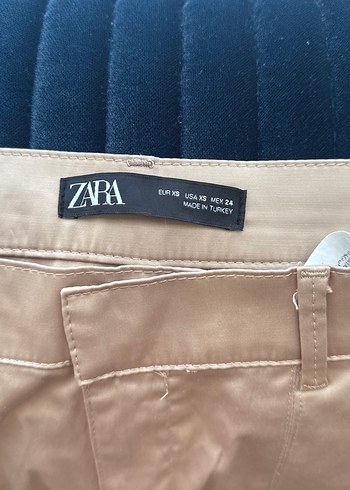 ZARA
EUR XS USA XS MEX 24
MADE IN TURKEY